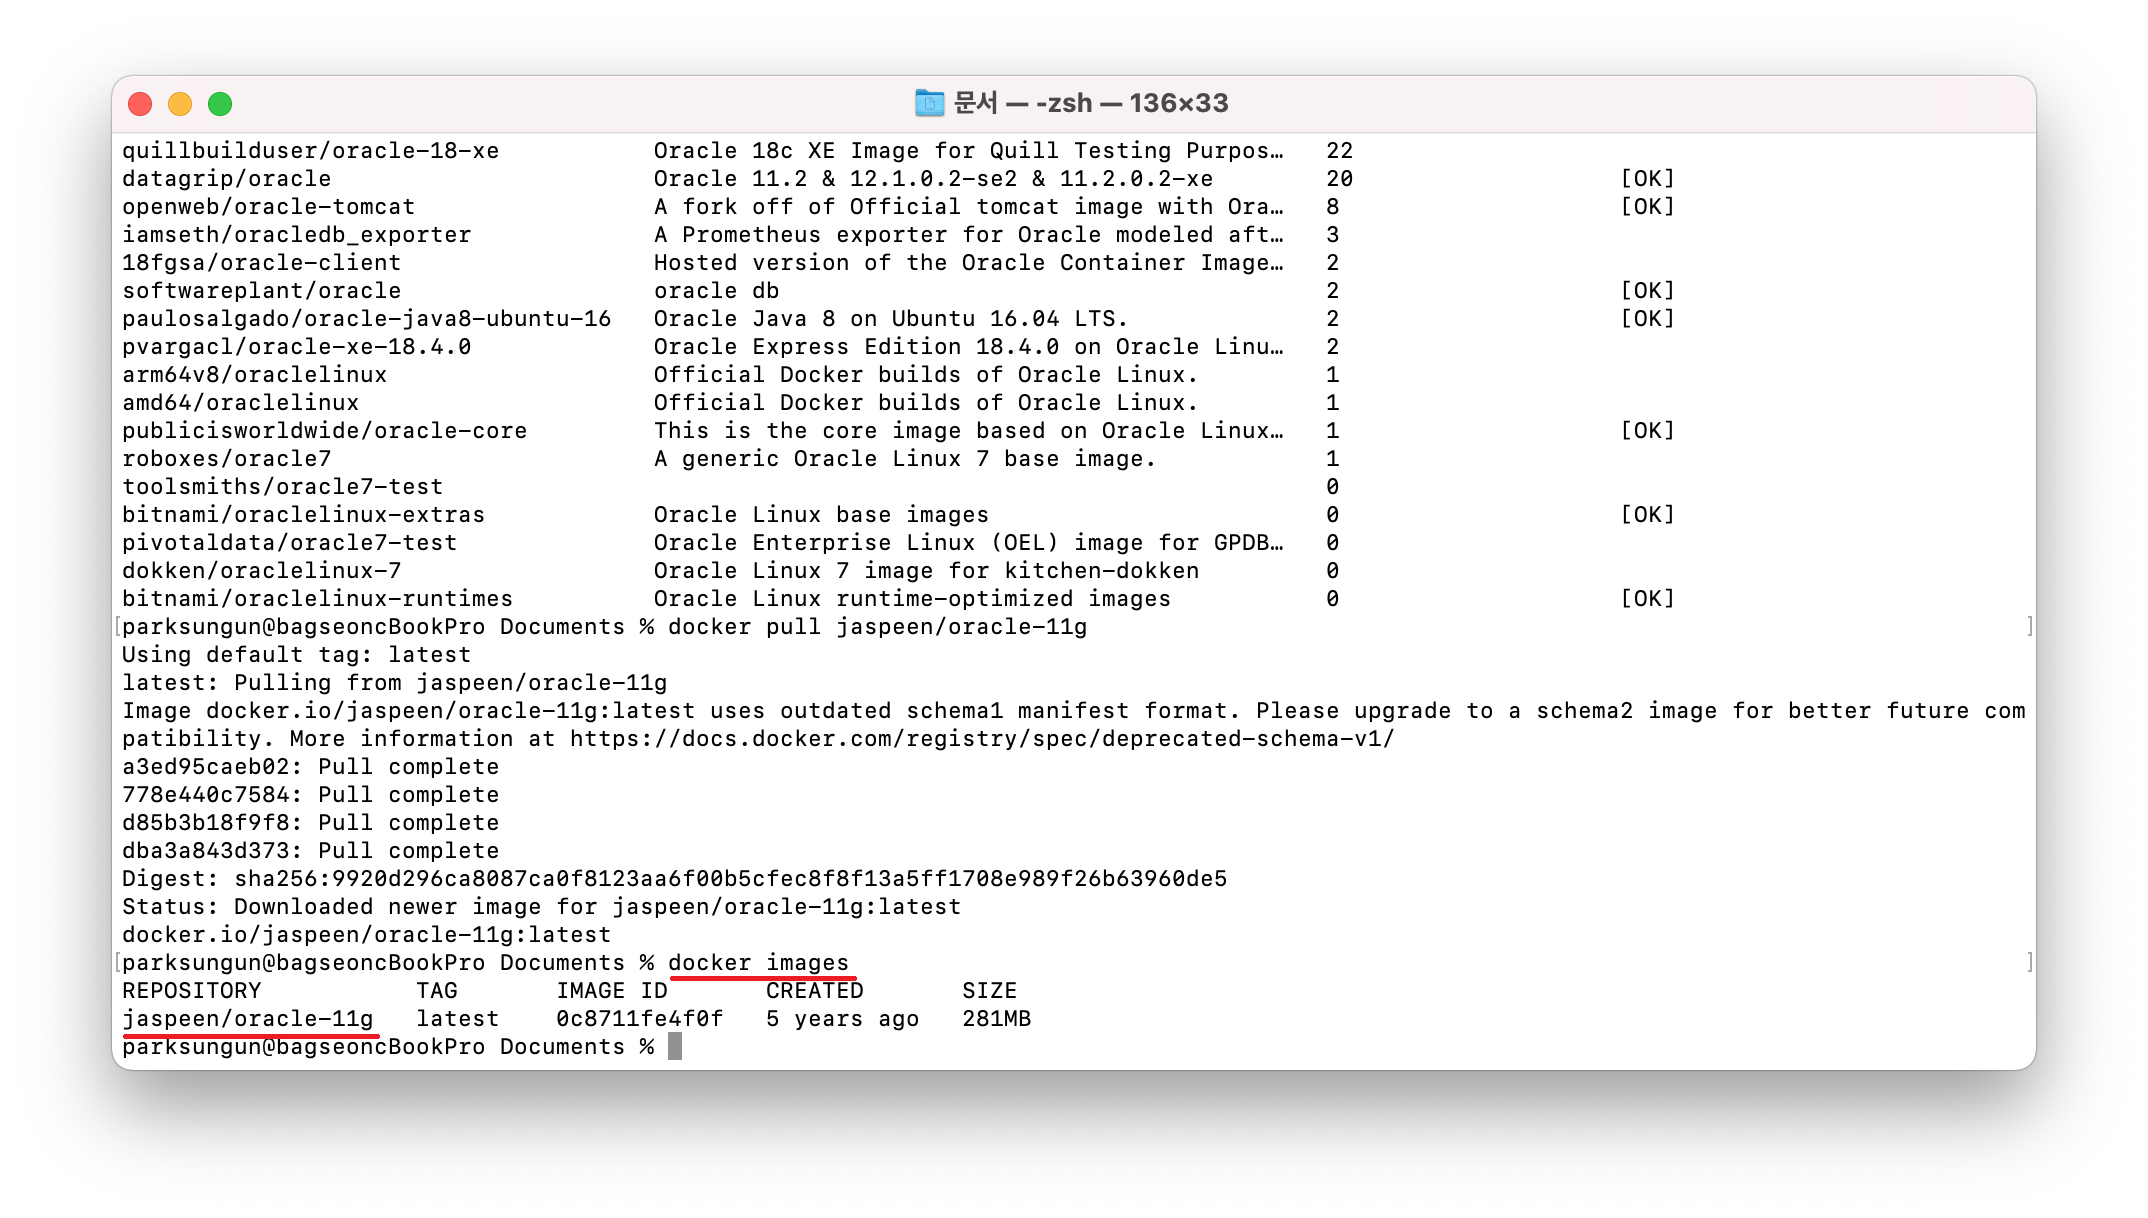 문서 — -zsh — 136×33
quillbuilduser/oracle-18-xe Oracle 18c XE Image for Quill Testing Purpos… 22
datagrip/oracle Oracle 11.2 & 12.1.0.2-se2 & 11.2.0.2-xe 20 [OK]
openweb/oracle-tomcat A fork off of Official tomcat image with Ora… 8 [OK]
iamseth/oracledb_exporter A Prometheus exporter for Oracle modeled aft… 3
18fgsa/oracle-client Hosted version of the Oracle Container Image… 2
softwareplant/oracle oracle db 2 [OK]
paulosalgado/oracle-java8-ubuntu-16 Oracle Java 8 on Ubuntu 16.04 LTS. 2 [OK]
pvargacl/oracle-xe-18.4.0 Oracle Express Edition 18.4.0 on Oracle Linu… 2
arm64v8/oraclelinux Official Docker builds of Oracle Linux. 1
amd64/oraclelinux Official Docker builds of Oracle Linux. 1
publicisworldwide/oracle-core This is the core image based on Oracle Linux… 1 [OK]
roboxes/oracle7 A generic Oracle Linux 7 base image. 1
toolsmiths/oracle7-test 0
bitnami/oraclelinux-extras Oracle Linux base images 0 [OK]
pivotaldata/oracle7-test Oracle Enterprise Linux (OEL) image for GPDB… 0
dokken/oraclelinux-7 Oracle Linux 7 image for kitchen-dokken 0
bitnami/oraclelinux-runtimes Oracle Linux runtime-optimized images 0 [OK]
[parksungun@bagseoncBookPro Documents % docker pull jaspeen/oracle-11g ]
Using default tag: latest
latest: Pulling from jaspeen/oracle-11g
Image docker.io/jaspeen/oracle-11g:latest uses outdated schema1 manifest format. Please upgrade to a schema2 image for better future com
patibility. More information at https://docs.docker.com/registry/spec/deprecated-schema-v1/
a3ed95caeb02: Pull complete
778e440c7584: Pull complete
d85b3b18f9f8: Pull complete
dba3a843d373: Pull complete
Digest: sha256:9920d296ca8087ca0f8123aa6f00b5cfec8f8f13a5ff1708e989f26b63960de5
Status: Downloaded newer image for jaspeen/oracle-11g:latest
docker.io/jaspeen/oracle-11g:latest
[parksungun@bagseoncBookPro Documents % docker images ]
REPOSITORY TAG IMAGE ID CREATED SIZE
jaspeen/oracle-11g latest 0c8711fe4f0f 5 years ago 281MB
parksungun@bagseoncBookPro Documents %